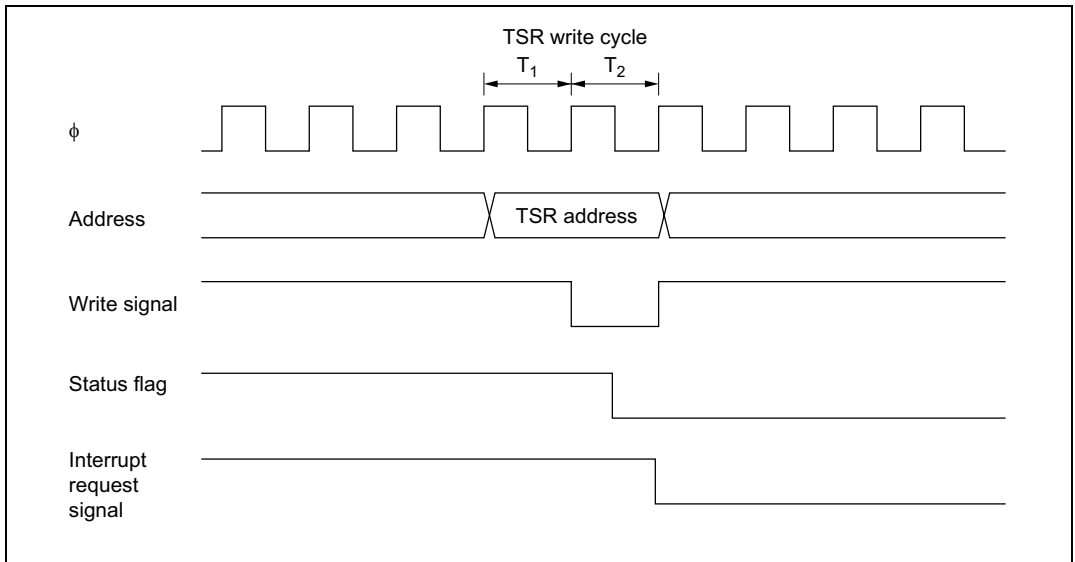 TSR write cycle
T₁ T₂
ϕ
Address
TSR address
Write signal
Status flag
Interrupt
request
signal